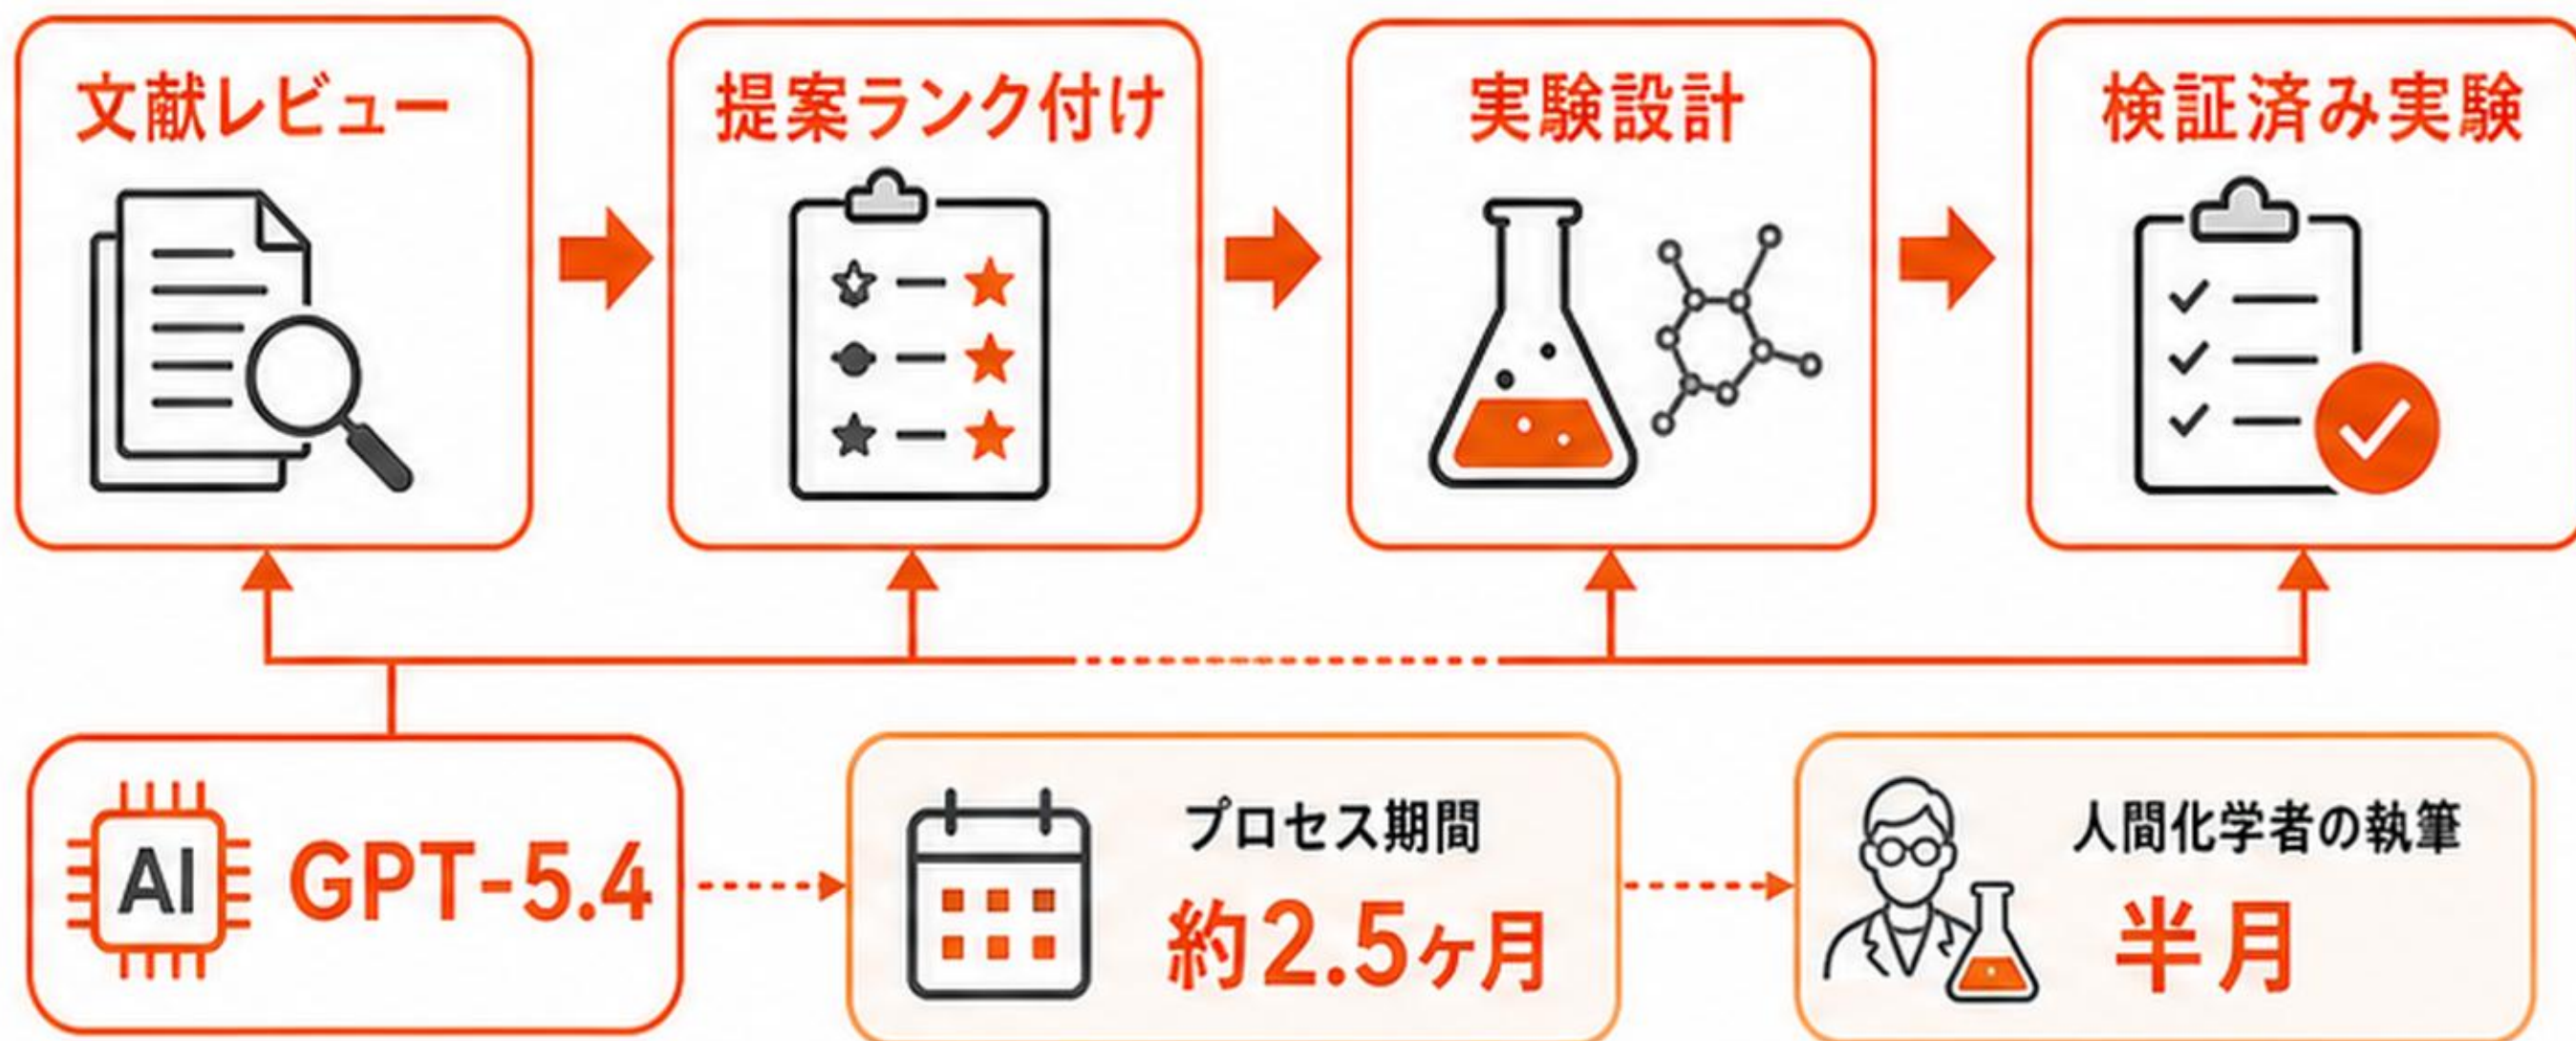 文献レビュー
提案ランク付け
実験設計
検証済み実験
AI
GPT-5.4
プロセス期間
約2.5ヶ月
人間化学者の執筆
半月